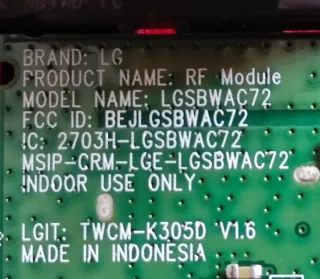 BRAND: LG
PRODUCT NAME: RF Module
MODEL NAME: LGSBWAC72
FCC ID: BEJLGSBWAC72
IC: 2703H-LGSBWAC72
MSIP-CRM-LGE-LGSBWAC72
INDOOR USE ONLY
LGIT: TWCM-K305D V1.6
MADE IN INDONESIA